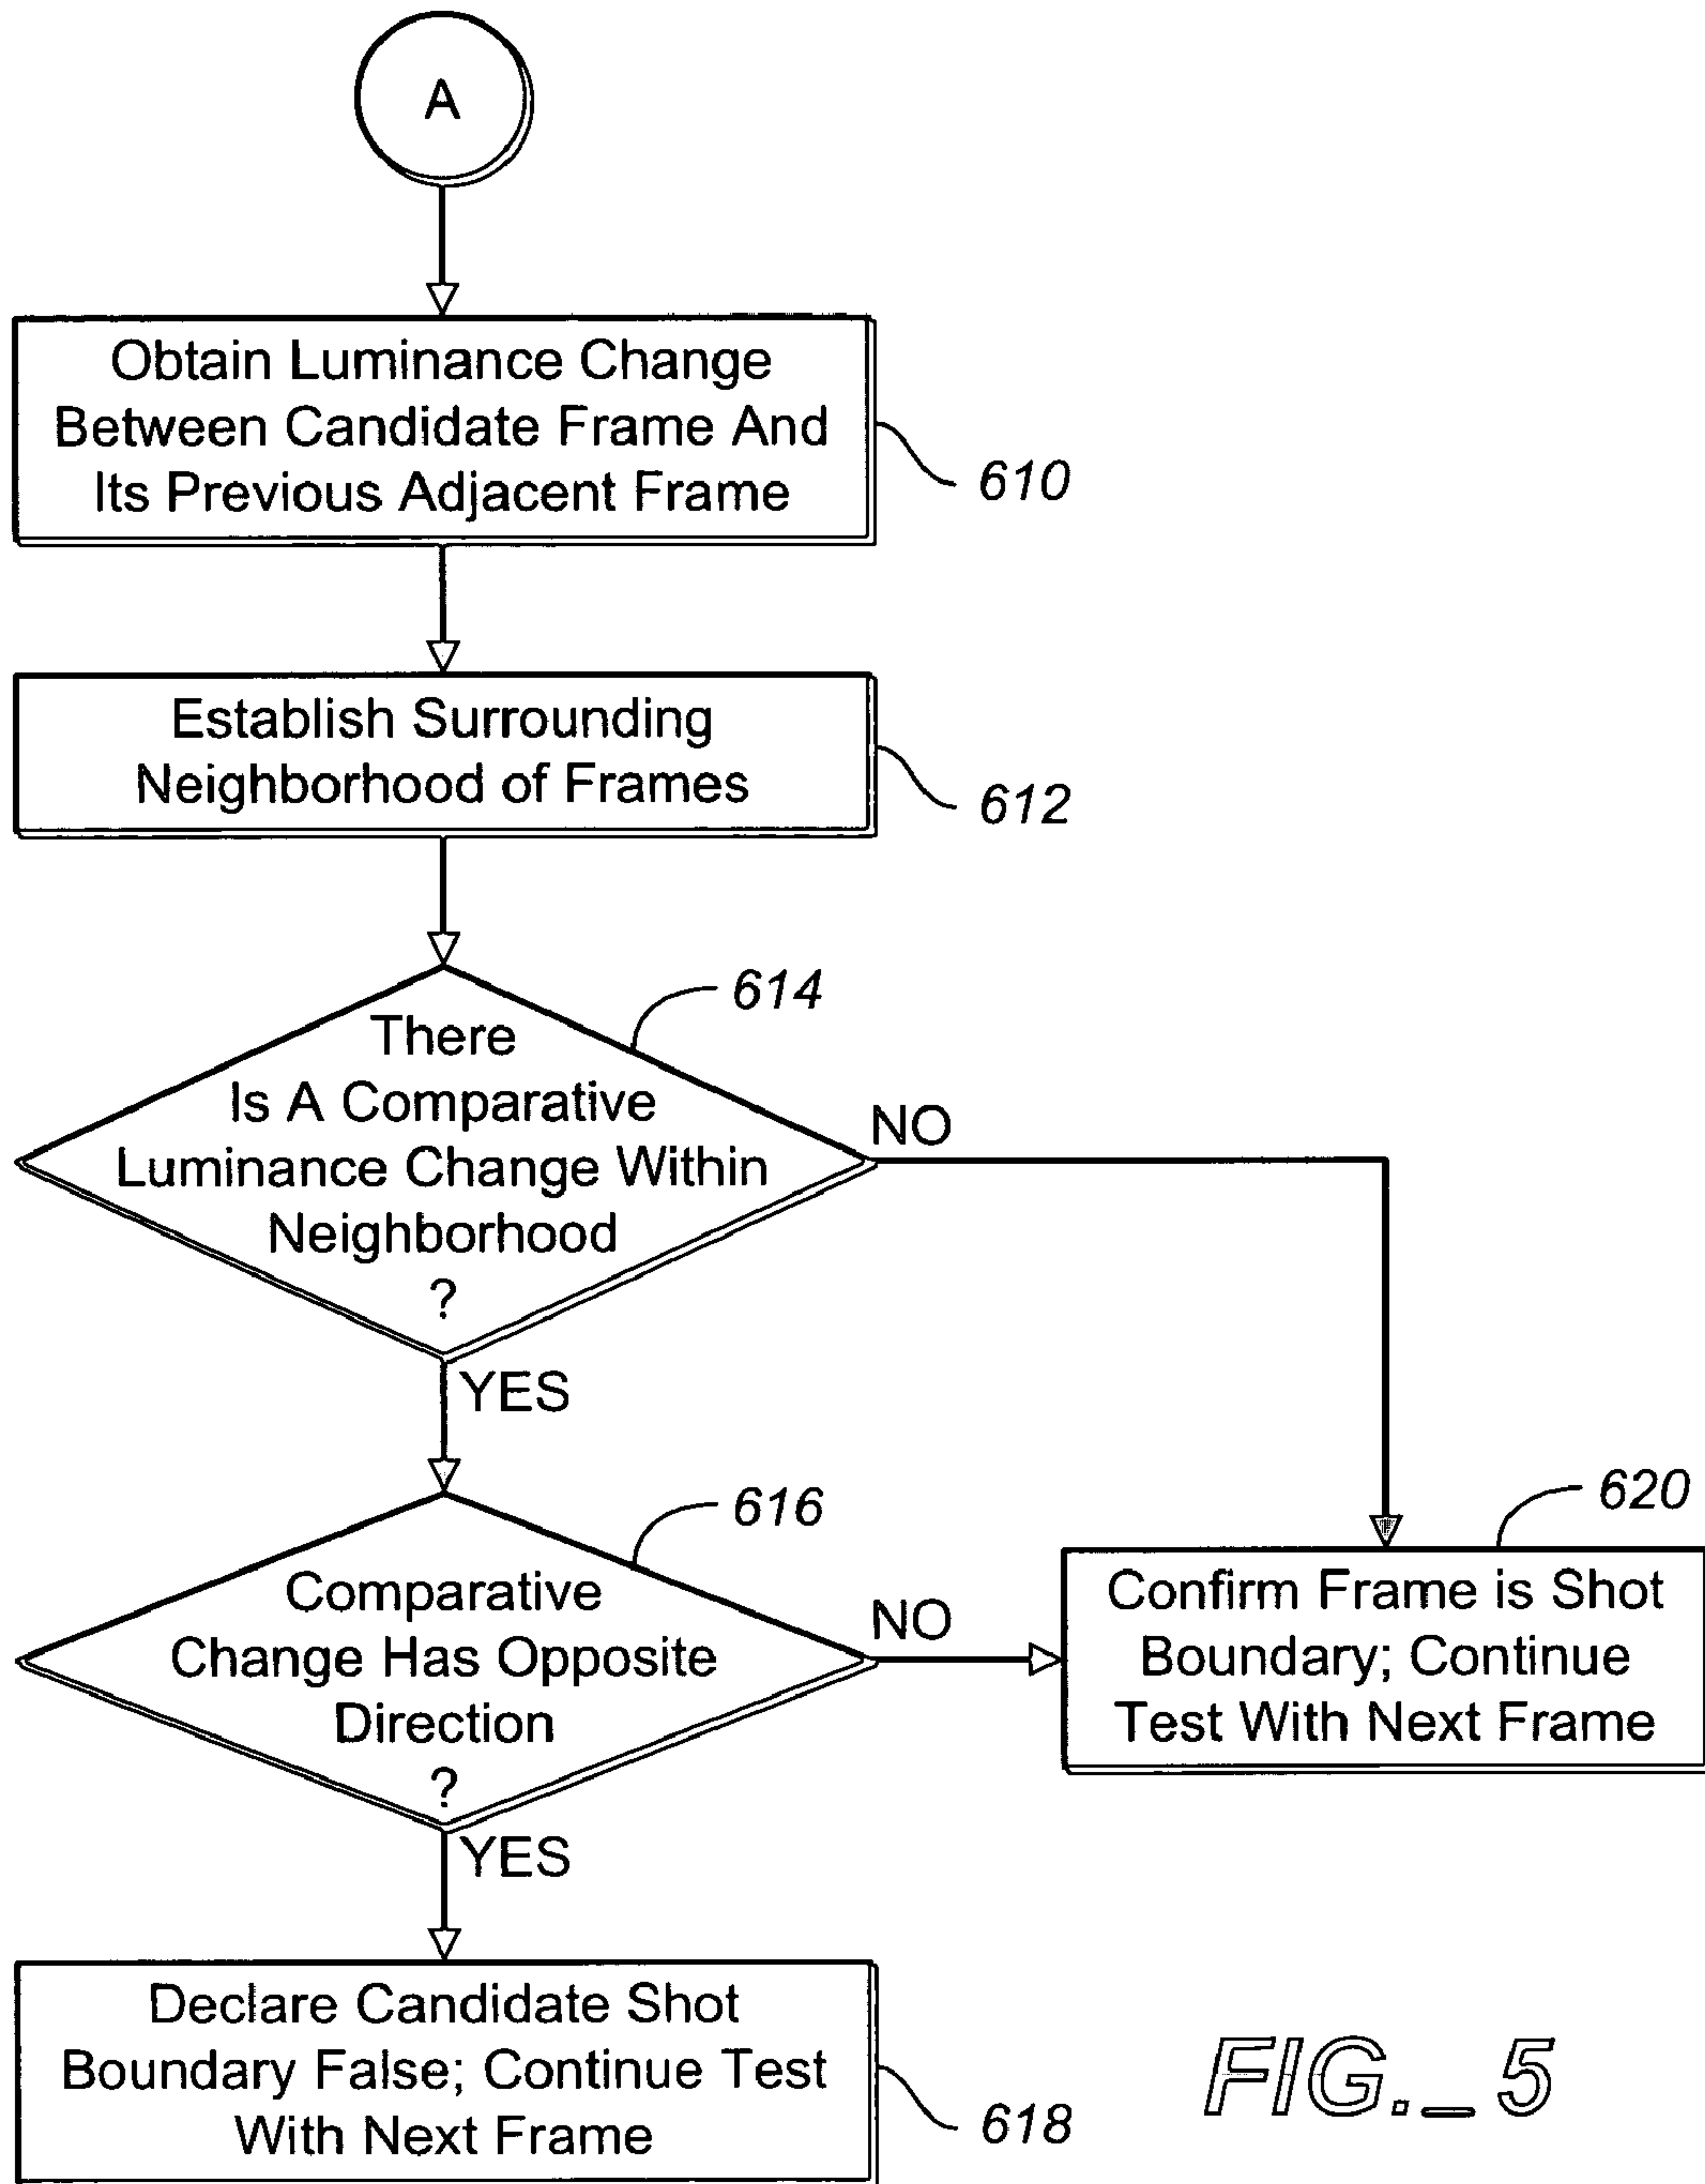 A
Obtain Luminance Change
Between Candidate Frame And
Its Previous Adjacent Frame
610
Establish Surrounding
Neighborhood of Frames
612
614
There
Is A Comparative
Luminance Change Within
Neighborhood
?
NO
YES
616
Comparative
Change Has Opposite
Direction
?
NO
YES
620
Confirm Frame is Shot
Boundary; Continue
Test With Next Frame
Declare Candidate Shot
Boundary False; Continue Test
With Next Frame
618
FIG._5